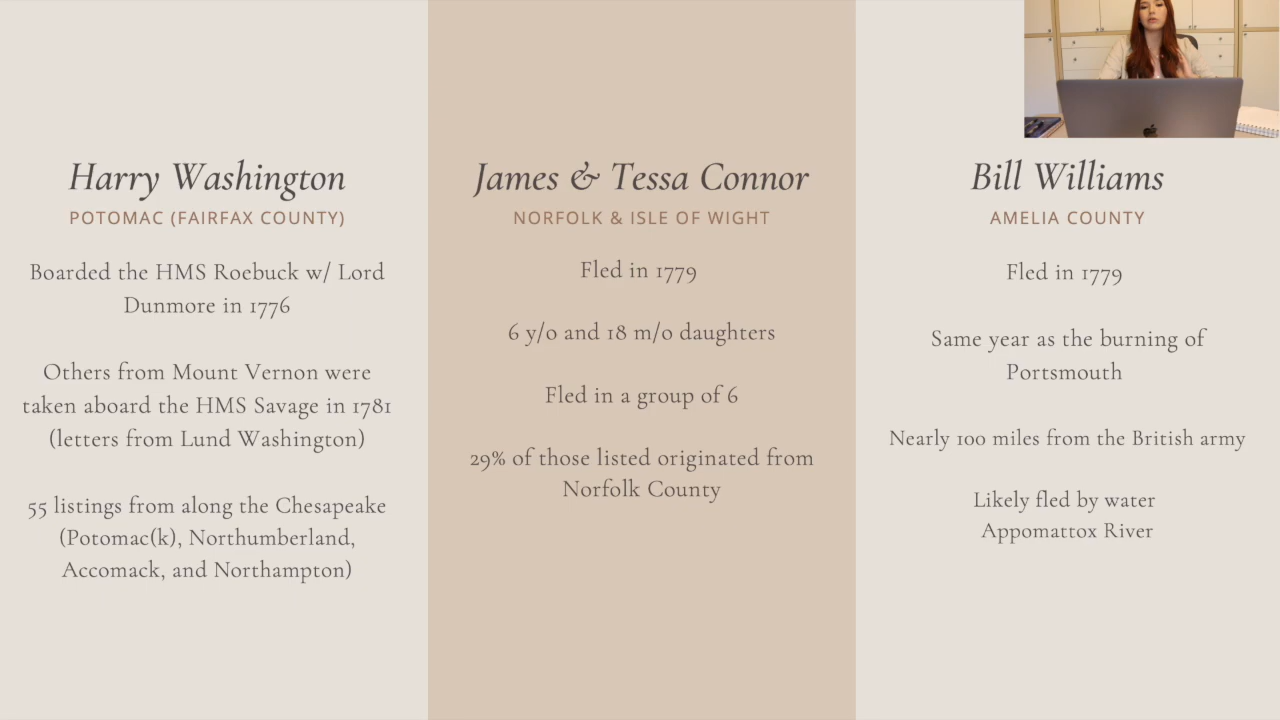 Harry Washington
POTOMAC (FAIRFAX COUNTY)
Boarded the HMS Roebuck w/ Lord
Dunmore in 1776
Others from Mount Vernon were
taken aboard the HMS Savage in 1781
(letters from Lund Washington)
55 listings from along the Chesapeake
(Potomac(k), Northumberland,
Accomack, and Northampton)
James & Tessa Connor
NORFOLK & ISLE OF WIGHT
Fled in 1779
6 y/o and 18 m/o daughters
Fled in a group of 6
29% of those listed originated from
Norfolk County
Bill Williams
AMELIA COUNTY
Fled in 1779
Same year as the burning of
Portsmouth
Nearly 100 miles from the British army
Likely fled by water
Appomattox River